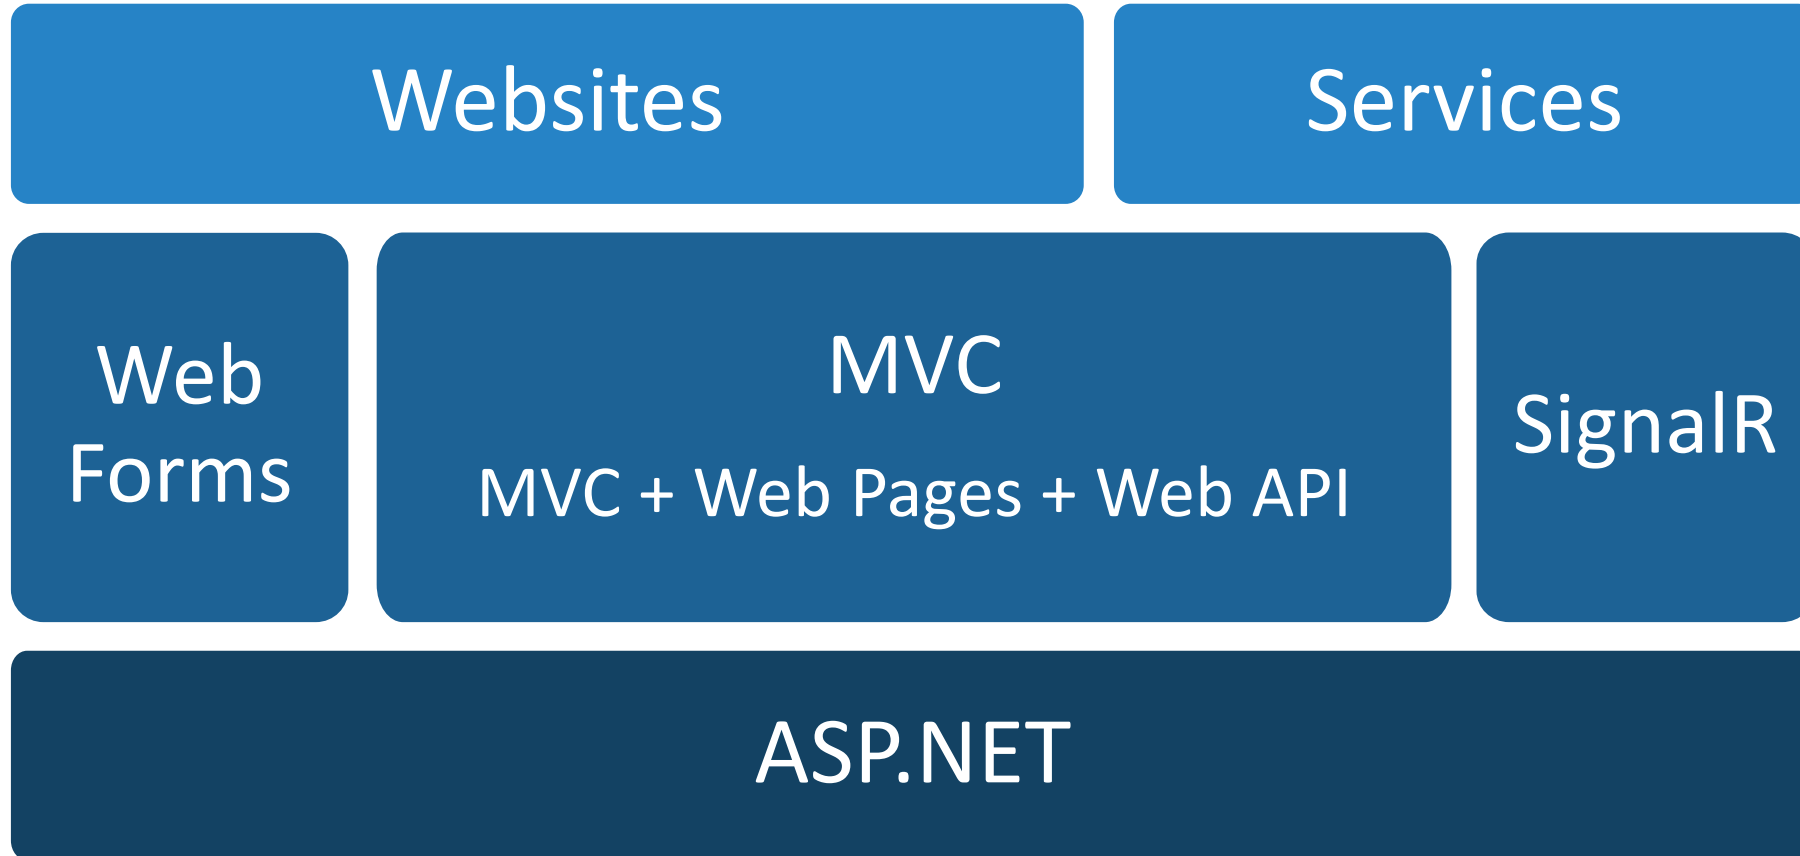 Websites
Services
Web
Forms
MVC
MVC + Web Pages + Web API
SignalR
ASP.NET